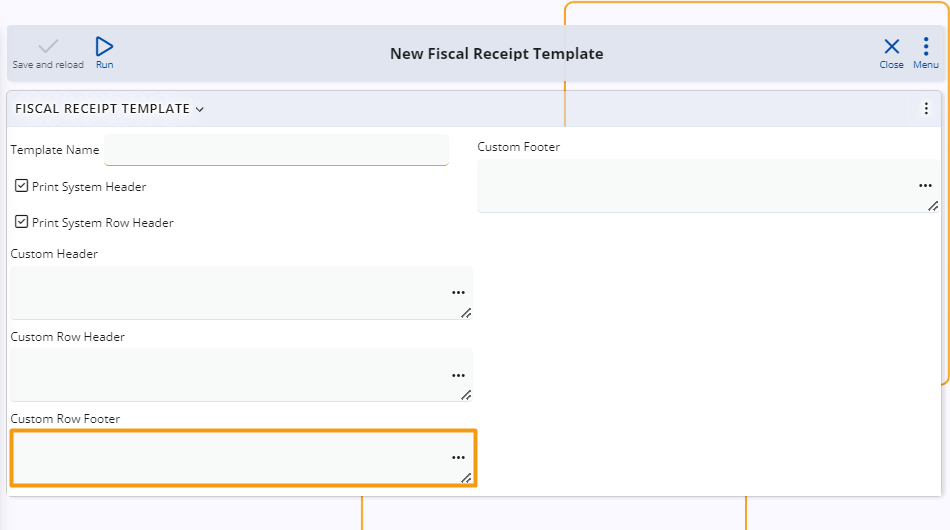 New Fiscal Receipt Template
Save and reload
Run
Close
Menu
FISCAL RECEIPT TEMPLATE
Template Name
Print System Header
Print System Row Header
Custom Header
Custom Row Header
Custom Row Footer
Custom Footer